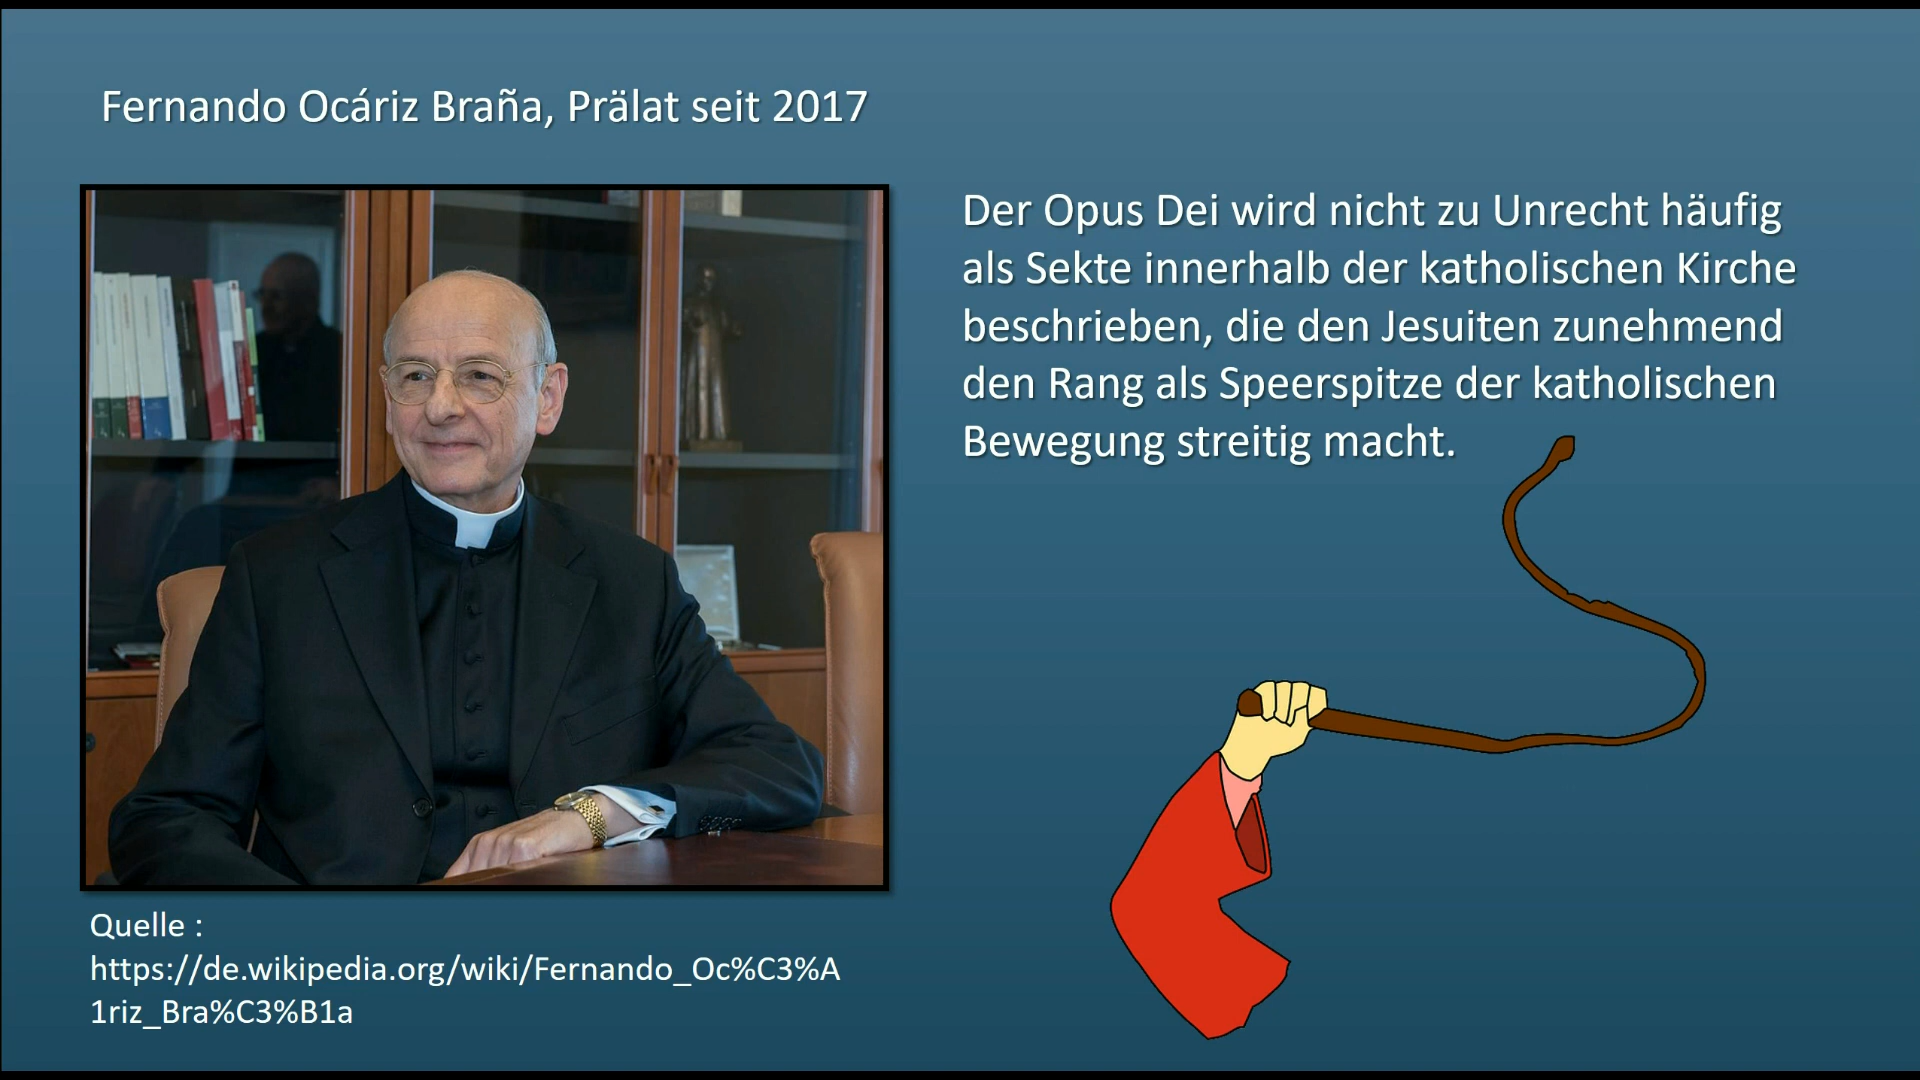 Fernando Ocáriz Braña, Prälat seit 2017
Der Opus Dei wird nicht zu Unrecht häufig
als Sekte innerhalb der katholischen Kirche
beschrieben, die den Jesuiten zunehmend
den Rang als Speerspitze der katholischen
Bewegung streitig macht.
Quelle :
https://de.wikipedia.org/wiki/Fernando_Oc%C3%A
1riz_Bra%C3%B1a